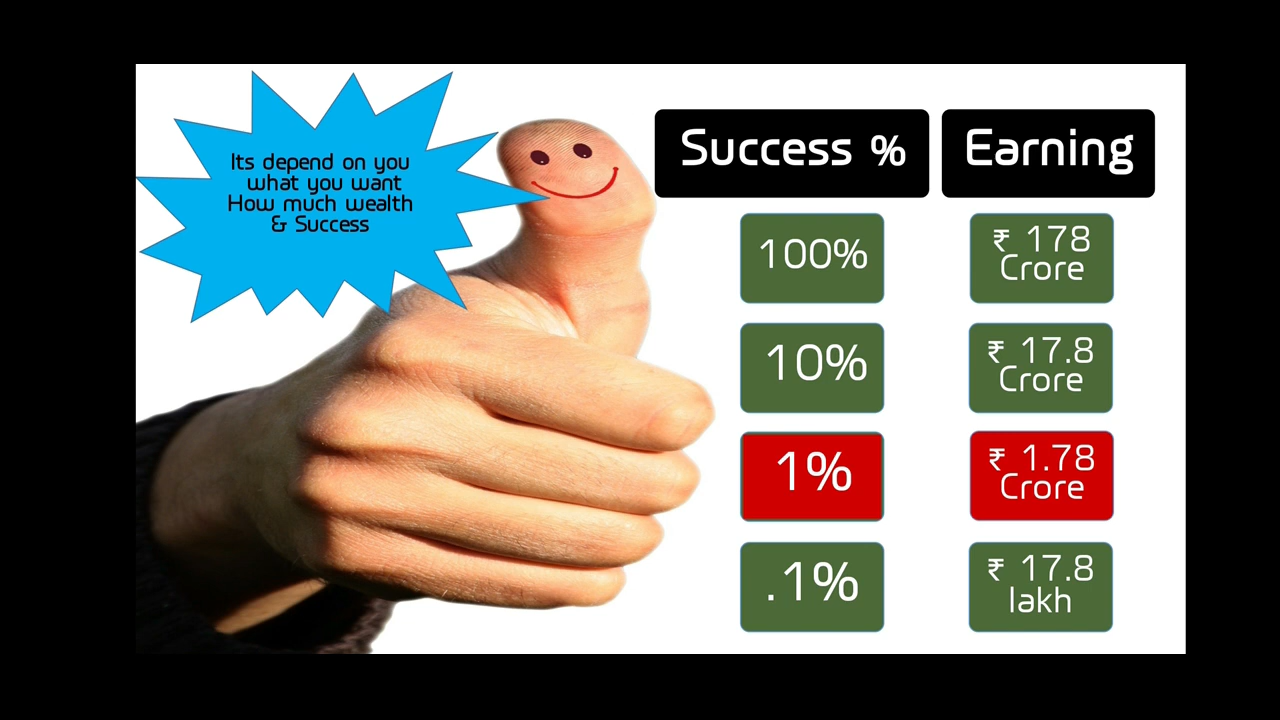 Its depend on you
what you want
How much wealth
& Success
Success %
Earning
100%
₹ 178
Crore
10%
₹ 17.8
Crore
1%
₹ 1.78
Crore
.1%
₹ 17.8
lakh